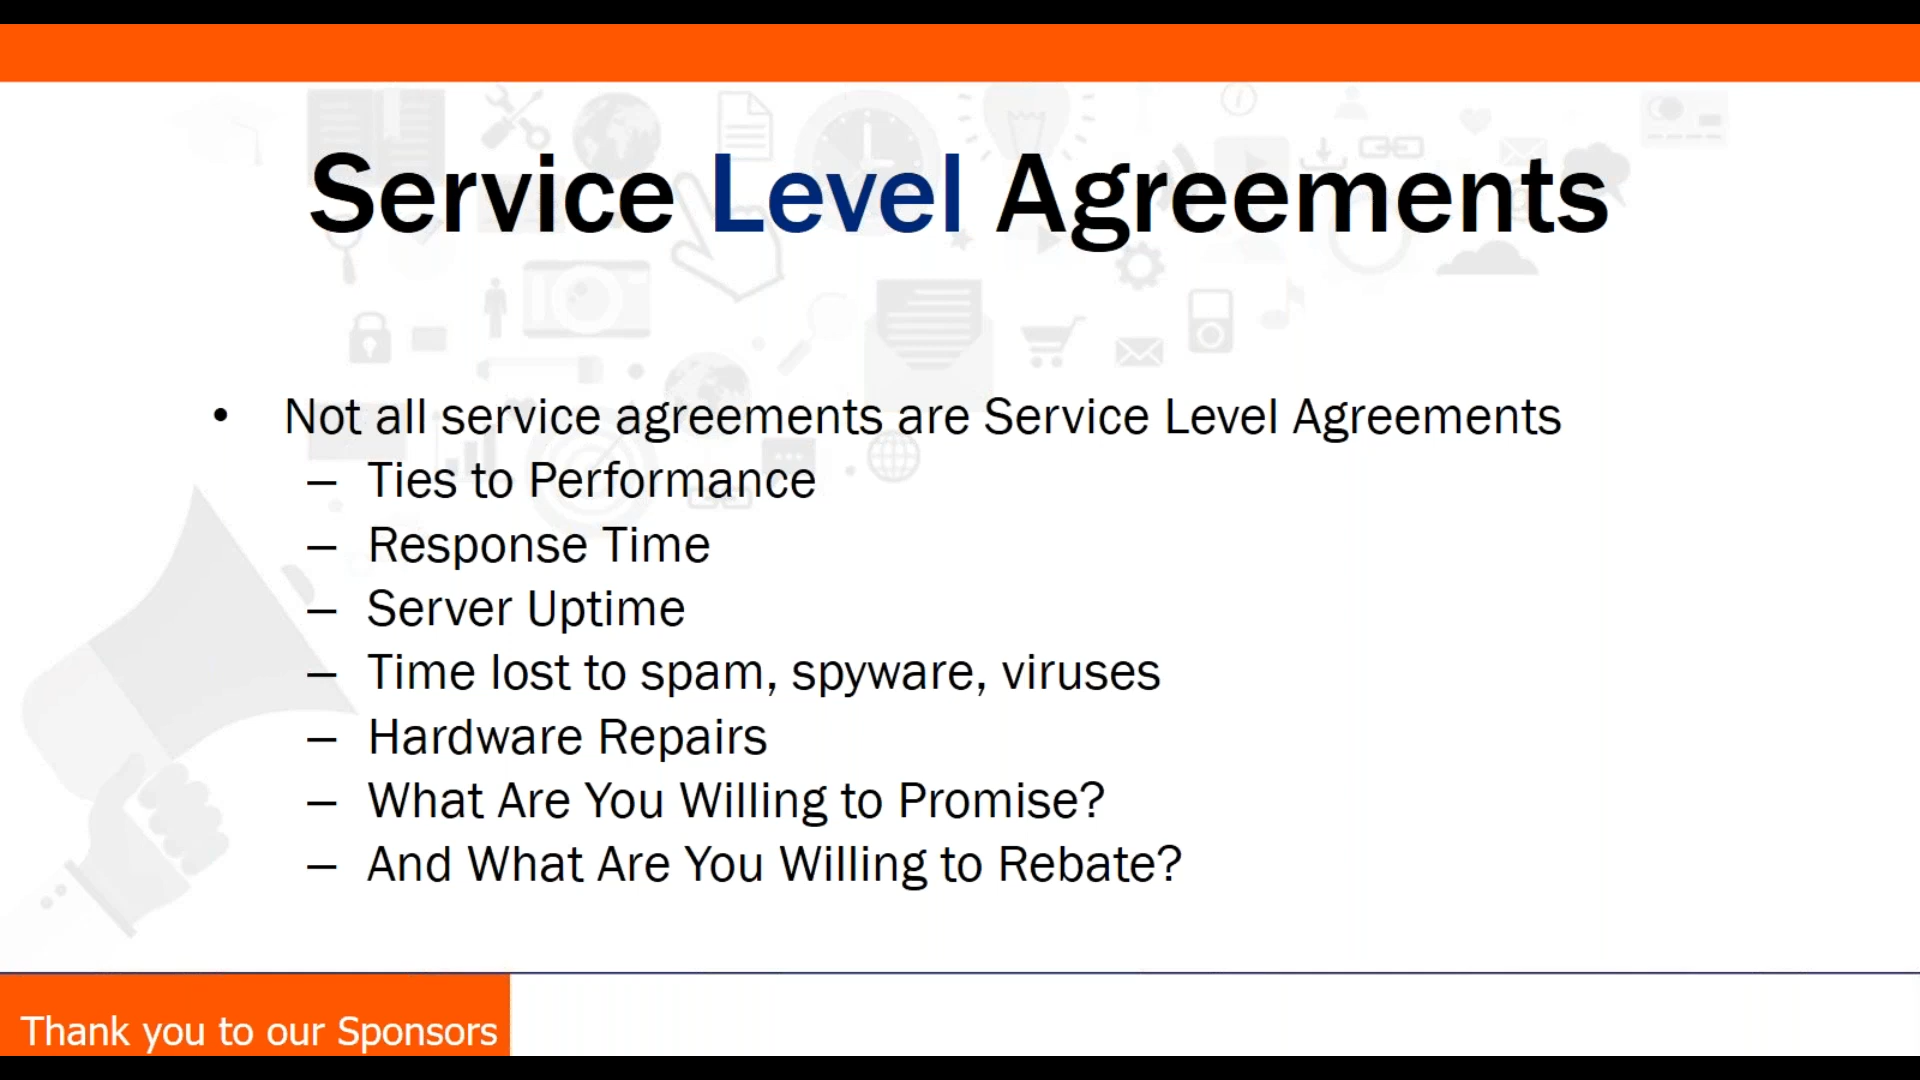 Service Level Agreements
• Not all service agreements are Service Level Agreements
– Ties to Performance
– Response Time
– Server Uptime
– Time lost to spam, spyware, viruses
– Hardware Repairs
– What Are You Willing to Promise?
– And What Are You Willing to Rebate?
Thank you to our Sponsors